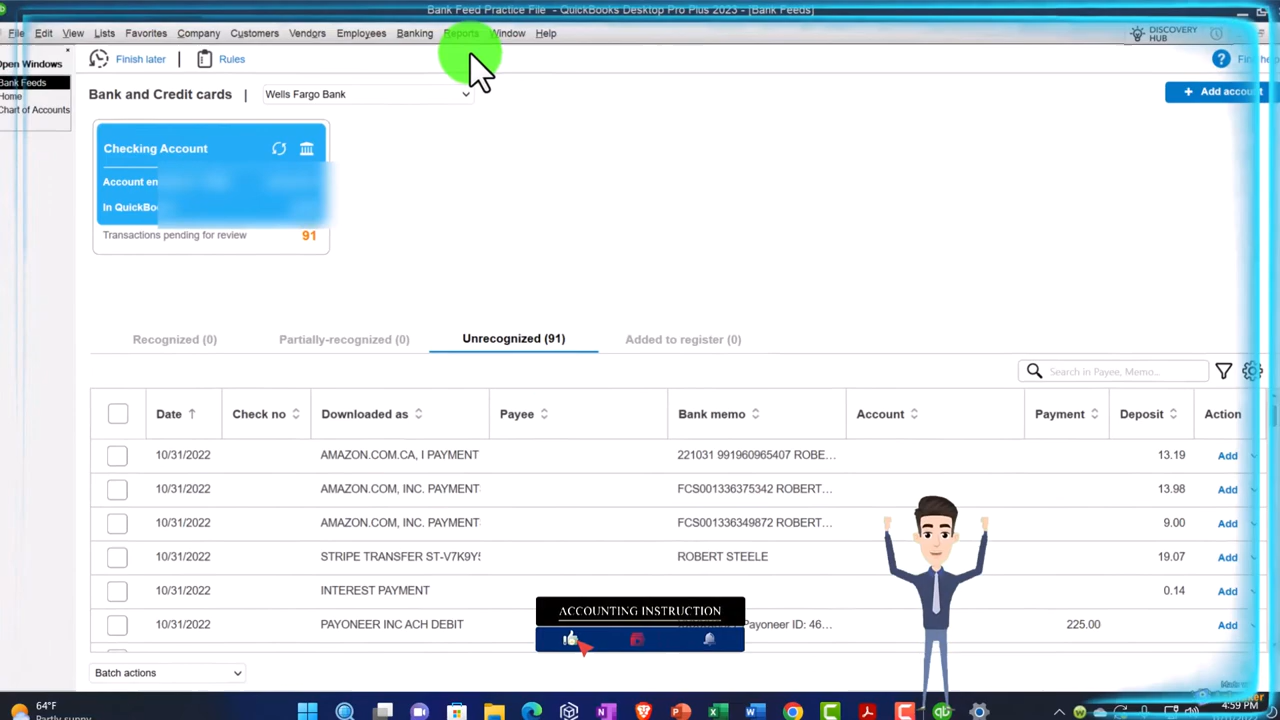 Bank Feed Practice File - QuickBooks Desktop Pro Plus 2023 - [Bank Feeds]
File Edit View Lists Favorites Company Customers Vendors Employees Banking Reports Window Help
DISCOVERY HUB
Open Windows ×
Bank Feeds
Home
Chart of Accounts
Finish later | Rules
Bank and Credit cards | Wells Fargo Bank
+ Add account
Checking Account
Account en
In QuickBo
Transactions pending for review 91
Recognized (0) Partially-recognized (0) Unrecognized (91) Added to register (0)
Search in Payee, Memo...
Date Check no Downloaded as Payee Bank memo Account Payment Deposit Action
10/31/2022 AMAZON.COM.CA, I PAYMENT 221031 991960965407 ROBE... 13.19 Add
10/31/2022 AMAZON.COM, INC. PAYMENT FCS001336375342 ROBERT... 13.98 Add
10/31/2022 AMAZON.COM, INC. PAYMENT FCS001336349872 ROBERT... 9.00 Add
10/31/2022 STRIPE TRANSFER ST-V7K9Y5 ROBERT STEELE 19.07 Add
10/31/2022 INTEREST PAYMENT 0.14 Add
10/31/2022 PAYONEER INC ACH DEBIT Payoneer ID: 46... 225.00 Add
ACCOUNTING INSTRUCTION
Batch actions
64°F
Partly sunny
4:59 PM